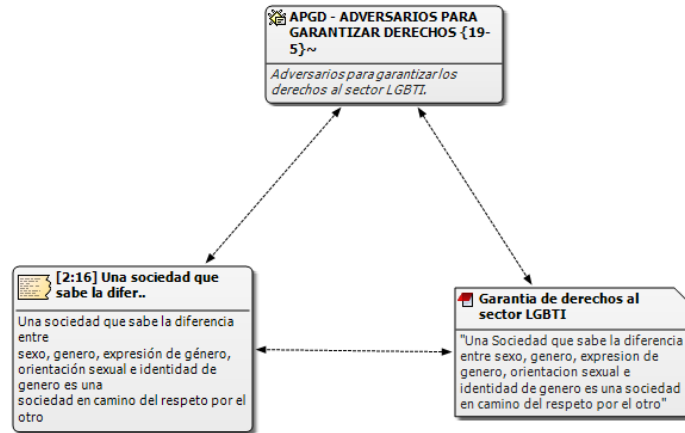 APGD - ADVERSARIOS PARA
GARANTIZAR DERECHOS {19-
5}~
Adversarios para garantizar los
derechos al sector LGBTI.
[2:16] Una sociedad que
sabe la difer..
Una sociedad que sabe la diferencia
entre
sexo, genero, expresión de género,
orientación sexual e identidad de
genero es una
sociedad en camino del respeto por el
otro
Garantia de derechos al
sector LGBTI
"Una Sociedad que sabe la diferencia
entre sexo, genero, expresion de
genero, orientacion sexual e
identidad de genero es una sociedad
en camino del respeto por el otro"